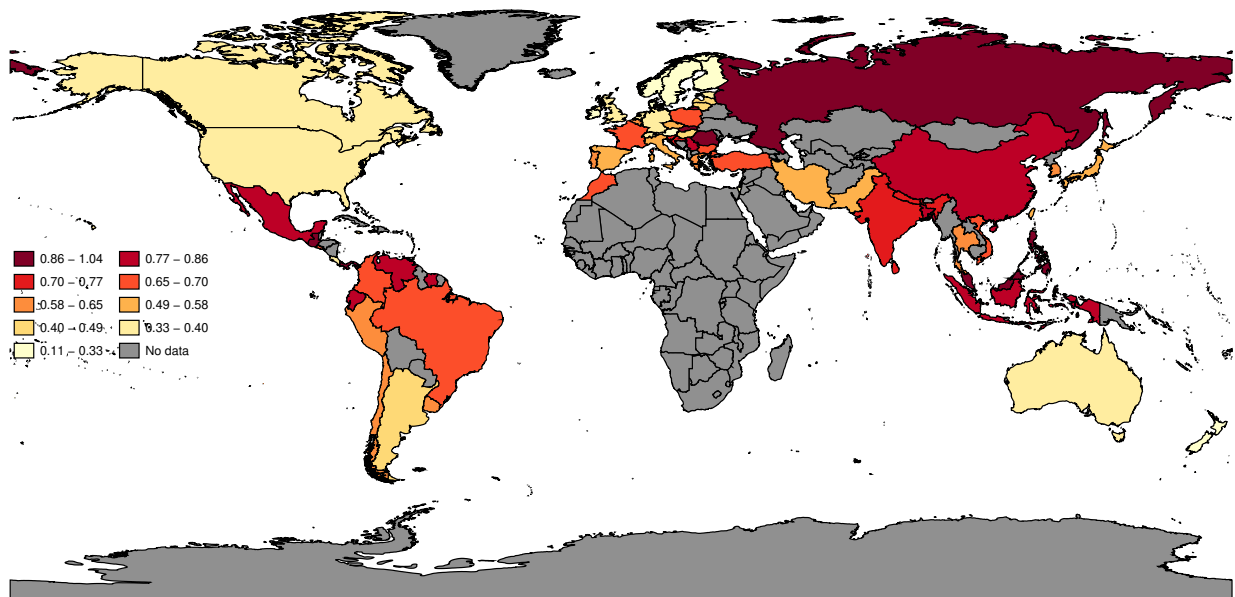 0.86 – 1.04 0.77 – 0.86
0.70 – 0.77 0.65 – 0.70
0.58 – 0.65 0.49 – 0.58
0.40 – 0.49 0.33 – 0.40
0.11 – 0.33 No data